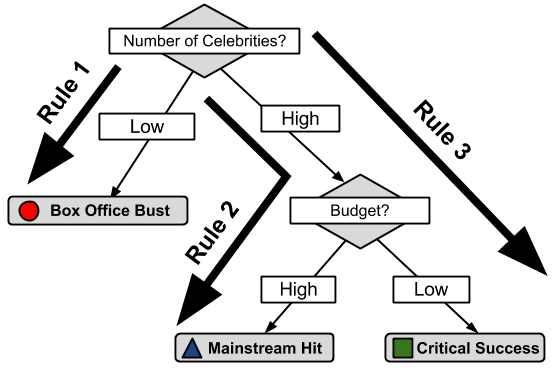 Number of Celebrities?
Rule 1
Low
High
Rule 3
Box Office Bust
Rule 2
Budget?
High
Low
Mainstream Hit
Critical Success